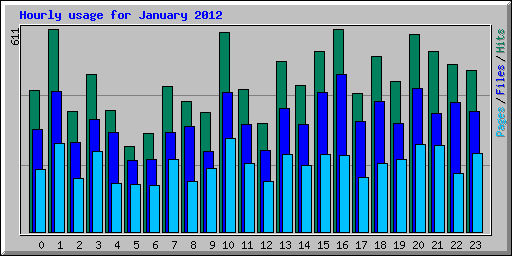 Hourly usage for January 2012
611
Pages/Files/Hits
0 1 2 3 4 5 6 7 8 9 10 11 12 13 14 15 16 17 18 19 20 21 22 23